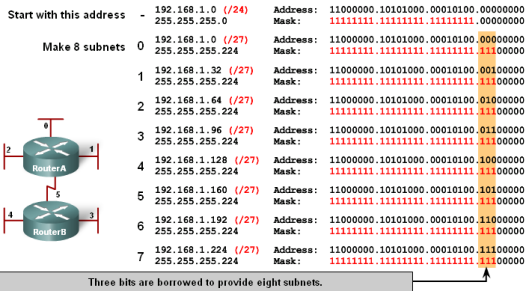 Start with this address - 192.168.1.0 (/24) Address: 11000000.10101000.00010100.00000000
255.255.255.0 Mask: 11111111.11111111.11111111.00000000
Make 8 subnets 0 192.168.1.0 (/27) Address: 11000000.10101000.00010100.00000000
255.255.255.224 Mask: 11111111.11111111.11111111.11100000
1 192.168.1.32 (/27) Address: 11000000.10101000.00010100.00100000
255.255.255.224 Mask: 11111111.11111111.11111111.11100000
2 192.168.1.64 (/27) Address: 11000000.10101000.00010100.01000000
255.255.255.224 Mask: 11111111.11111111.11111111.11100000
3 192.168.1.96 (/27) Address: 11000000.10101000.00010100.01100000
255.255.255.224 Mask: 11111111.11111111.11111111.11100000
4 192.168.1.128 (/27) Address: 11000000.10101000.00010100.10000000
255.255.255.224 Mask: 11111111.11111111.11111111.11100000
5 192.168.1.160 (/27) Address: 11000000.10101000.00010100.10100000
255.255.255.224 Mask: 11111111.11111111.11111111.11100000
6 192.168.1.192 (/27) Address: 11000000.10101000.00010100.11000000
255.255.255.224 Mask: 11111111.11111111.11111111.11100000
7 192.168.1.224 (/27) Address: 11000000.10101000.00010100.11100000
255.255.255.224 Mask: 11111111.11111111.11111111.11100000
0
2 1
RouterA
5
4 3
RouterB
Three bits are borrowed to provide eight subnets.